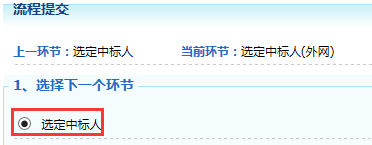 流程提交
上一环节：选定中标人 当前环节：选定中标人(外网)
1、选择下一个环节
选定中标人